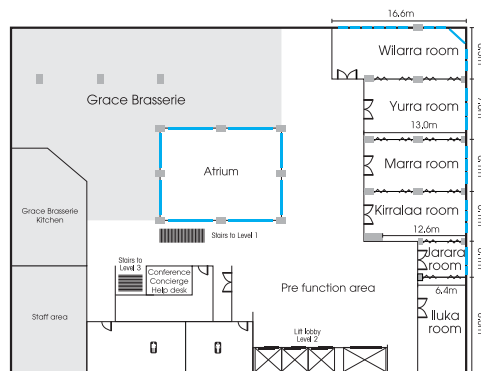 16,6m
Wilarra room
Grace Brasserie
Yurra room
13,0m
Atrium
Marra room
Kirralaa room
Grace Brasserie
Kitchen
Stairs to Level 1
12,6m
Jarara
room
Stairs to
Level 3
Conference
Concierge
Help desk
Pre function area
6,4m
Iluka
room
Staff area
Lift lobby
Level 2